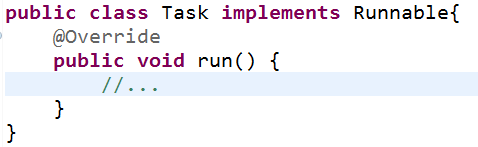 public class Task implements Runnable{
    @Override
    public void run() {
        //...
    }
}